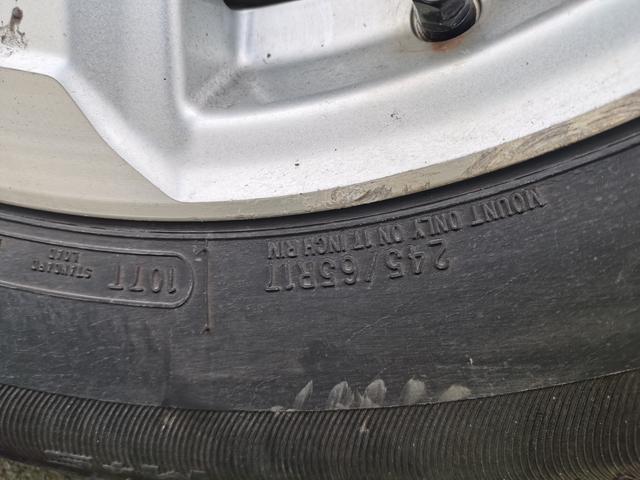 245/65R17
MOUNT ONLY ON 17 INCH RIM
107T
STANDARD
LOAD